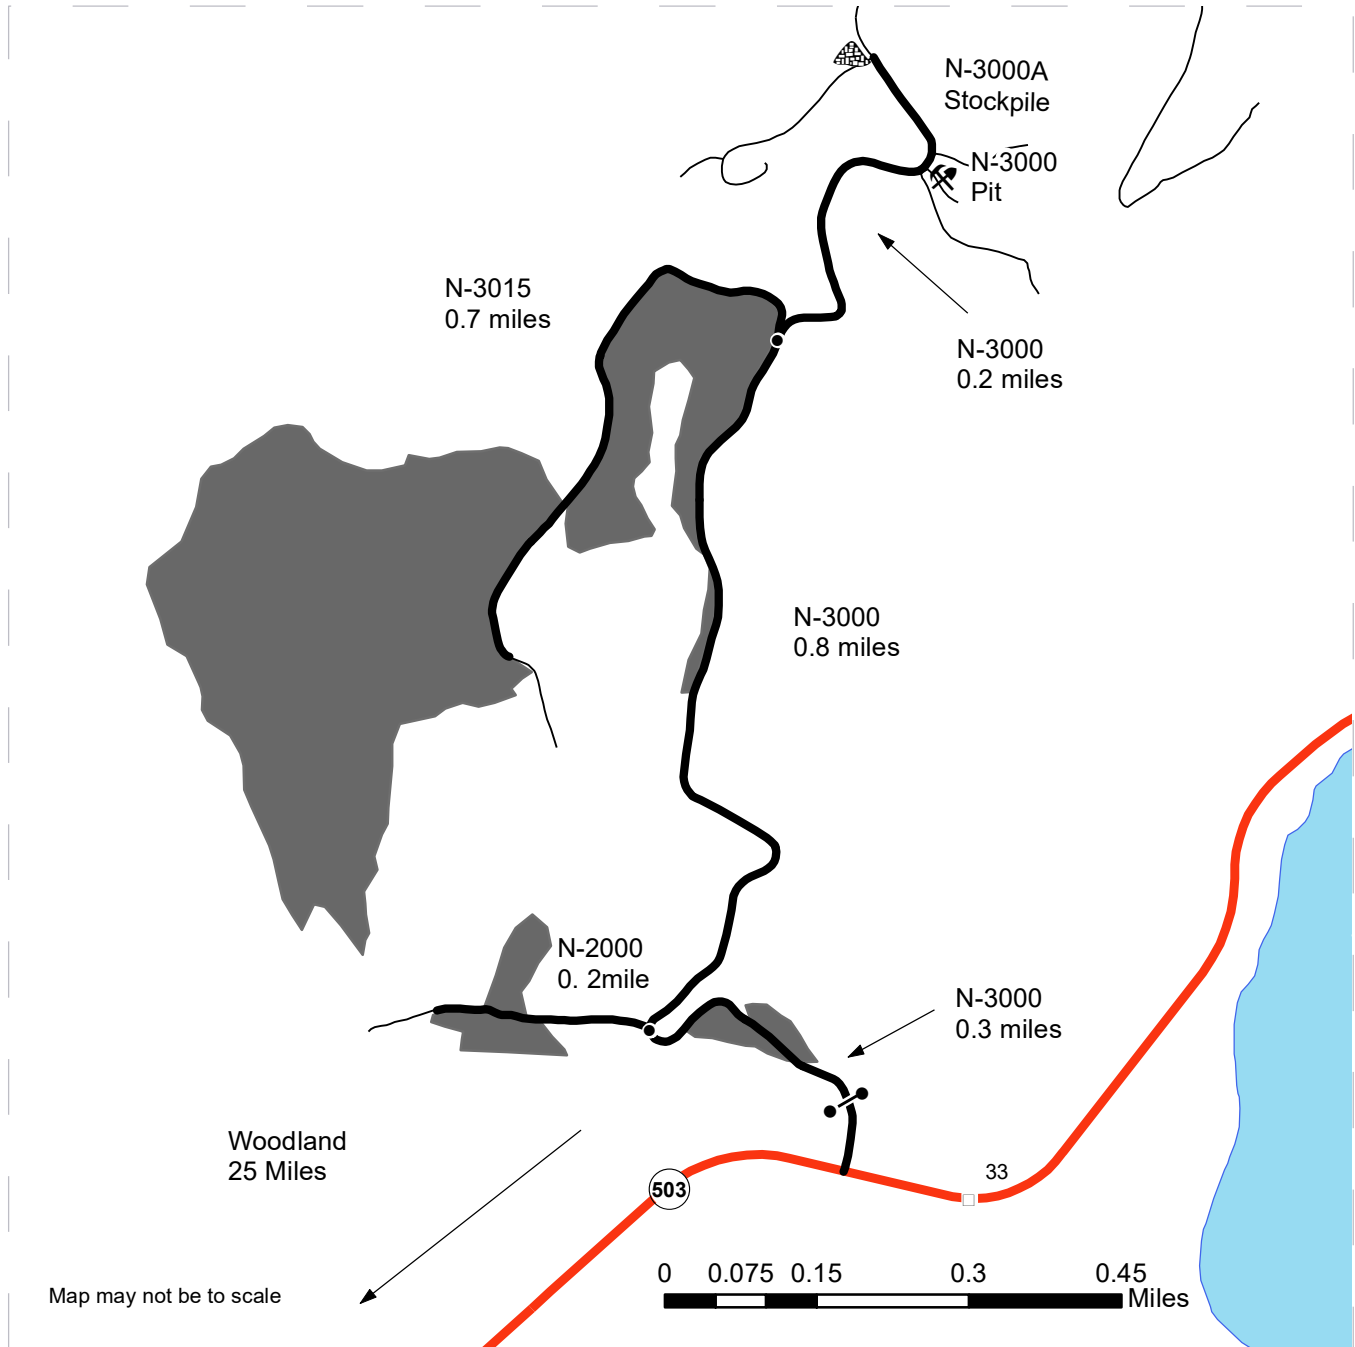 N-3000A
Stockpile
N-3000
Pit
N-3015
0.7 miles
N-3000
0.2 miles
N-3000
0.8 miles
N-2000
0. 2mile
N-3000
0.3 miles
Woodland
25 Miles
33
503
0 0.075 0.15 0.3 0.45
Miles
Map may not be to scale